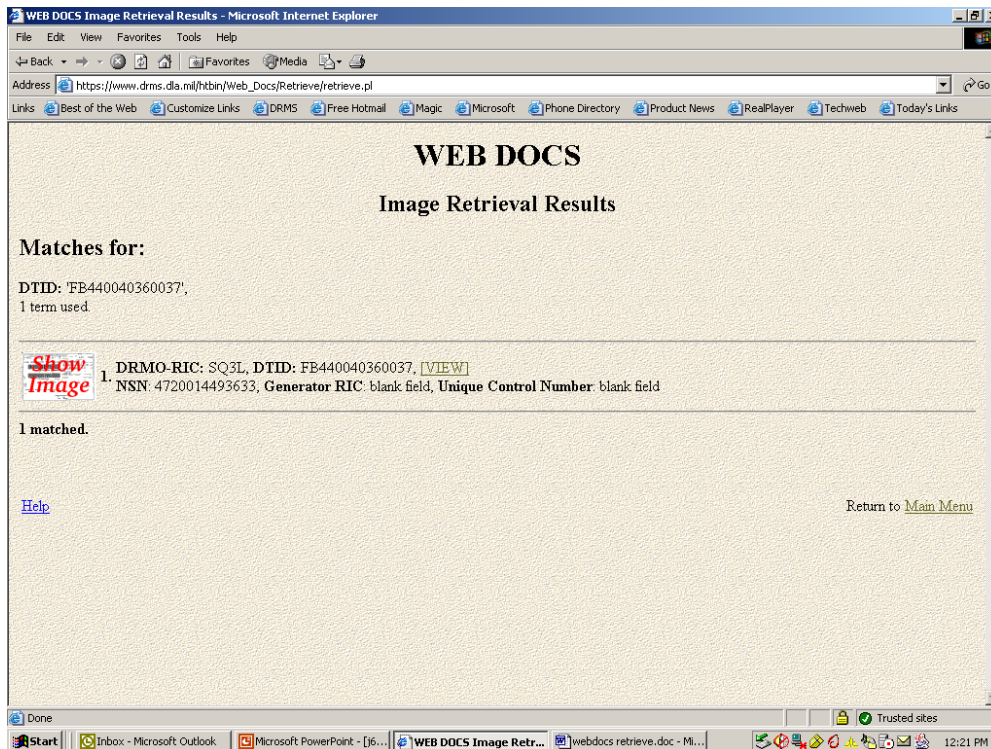 WEB DOCS Image Retrieval Results - Microsoft Internet Explorer
File Edit View Favorites Tools Help
Back Favorites Media
Address https://www.drms.dla.mil/htbin/Web_Docs/Retrieve/retrieve.pl Go
Links Best of the Web Customize Links DRMS Free Hotmail Magic Microsoft Phone Directory Product News RealPlayer Techweb Today's Links
WEB DOCS
Image Retrieval Results
Matches for:
DTID: 'FB440040360037',
1 term used.
Show
Image
1. DRMO-RIC: SQ3L, DTID: FB440040360037, [VIEW]
NSN: 4720014493633, Generator RIC: blank field, Unique Control Number: blank field
1 matched.
Help Return to Main Menu
Done Trusted sites
Start Inbox - Microsoft Outlook Microsoft PowerPoint - [j6... WEB DOCS Image Retr... webdocs retrieve.doc - Mi... 12:21 PM